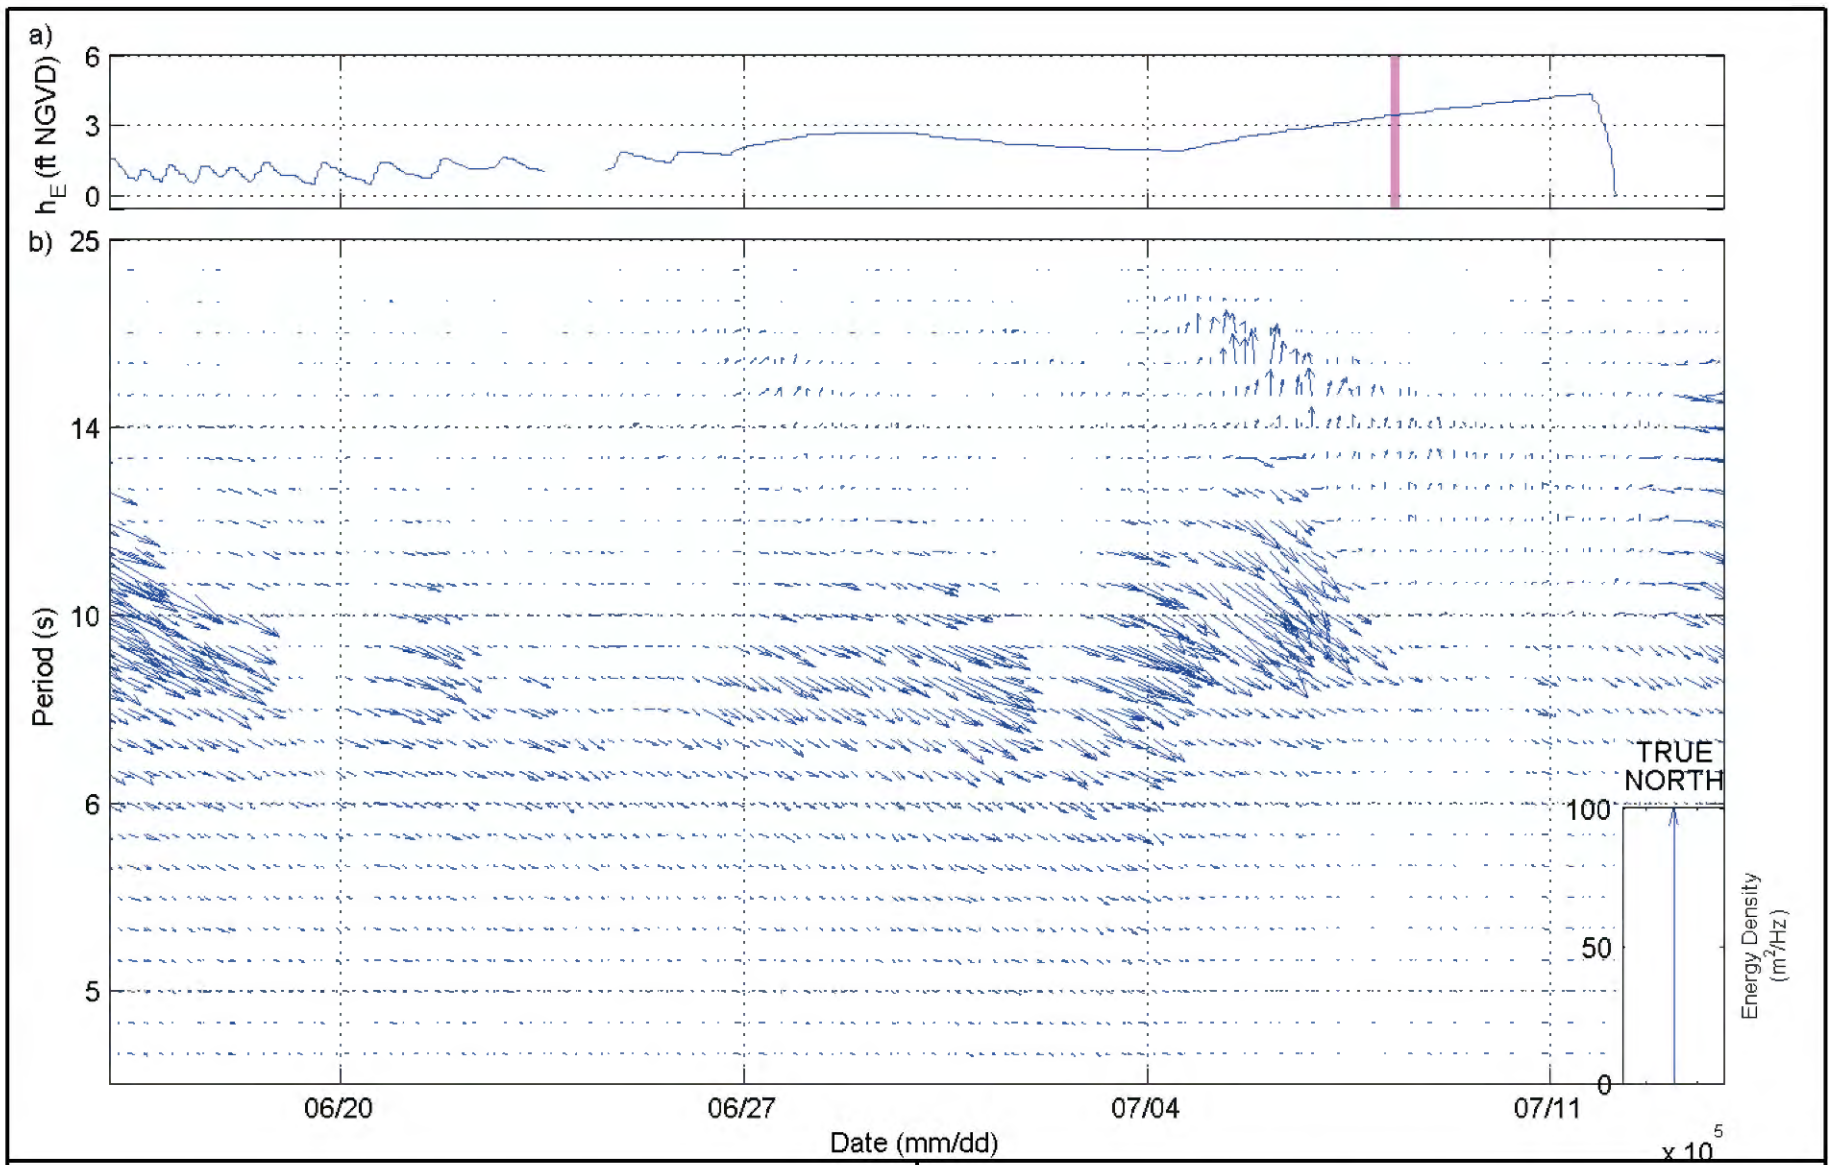 a)
h_E (ft NGVD)
6
3
0
b)
Period (s)
25
14
10
6
5
TRUE
NORTH
100
50
0
Energy Density
(m²/Hz)
06/20
06/27
07/04
07/11
Date (mm/dd)
x 10⁵